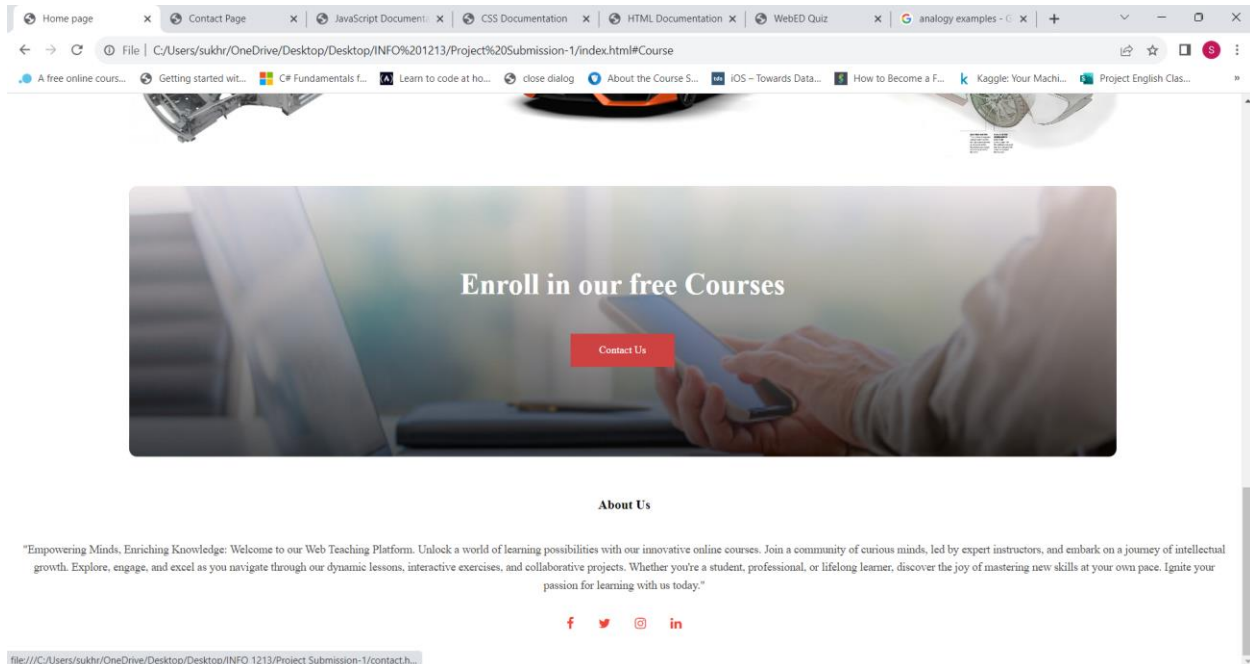 Home page
Contact Page
JavaScript Documenta
CSS Documentation
HTML Documentation
WebED Quiz
G analogy examples - G
File | C:/Users/sukhr/OneDrive/Desktop/Desktop/INFO%201213/Project%20Submission-1/index.html#Course
S
A free online cours...
Getting started wit...
C# Fundamentals f...
Learn to code at ho...
close dialog
About the Course S...
tds iOS – Towards Data...
How to Become a F...
k Kaggle: Your Machi...
Project English Clas...
»
Enroll in our free Courses
Contact Us
About Us
"Empowering Minds, Enriching Knowledge: Welcome to our Web Teaching Platform. Unlock a world of learning possibilities with our innovative online courses. Join a community of curious minds, led by expert instructors, and embark on a journey of intellectual
growth. Explore, engage, and excel as you navigate through our dynamic lessons, interactive exercises, and collaborative projects. Whether you're a student, professional, or lifelong learner, discover the joy of mastering new skills at your own pace. Ignite your
passion for learning with us today."
file:///C:/Users/sukhr/OneDrive/Desktop/Desktop/INFO 1213/Project Submission-1/contact.h...